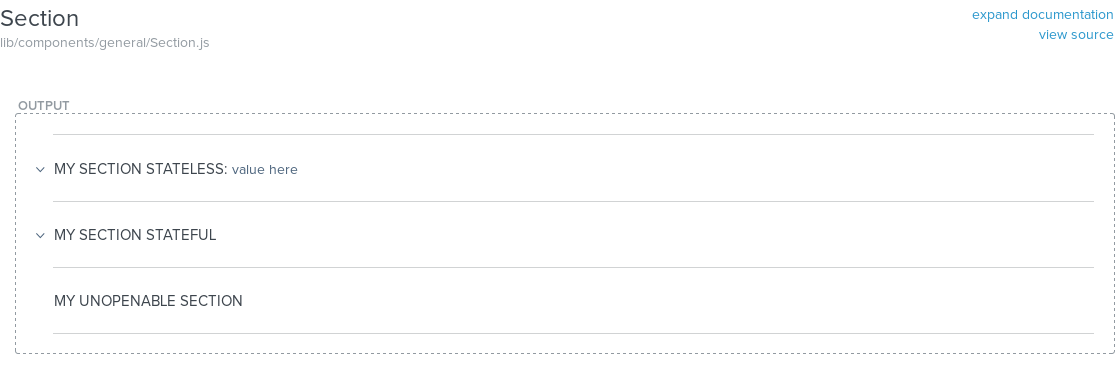 Section
expand documentation
lib/components/general/Section.js
view source
OUTPUT
MY SECTION STATELESS: value here
MY SECTION STATEFUL
MY UNOPENABLE SECTION